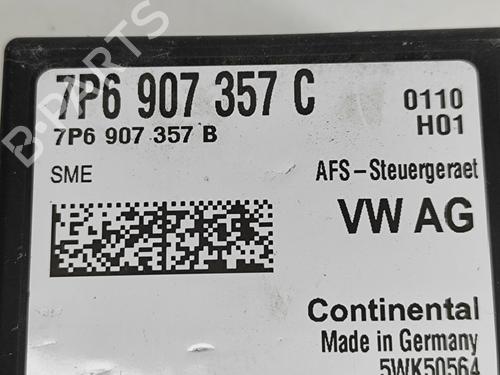 7P6 907 357 C
7P6 907 357 B
0110
H01
SME
AFS-Steuergeraet
VW AG
Continental
Made in Germany
5WK50564
B-PARTS